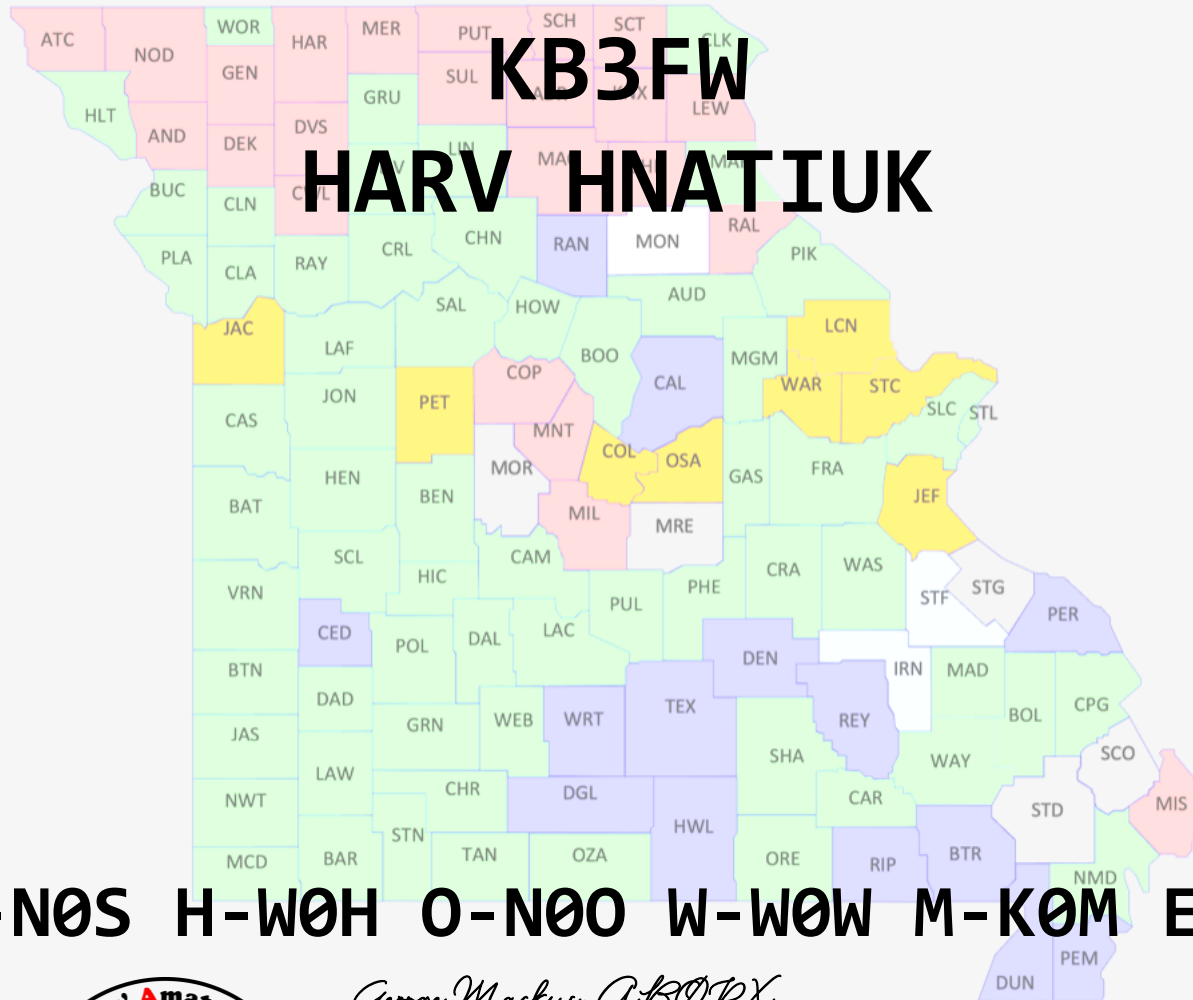 ATC NOD WOR HAR MER PUT SCH SCT CLK
GEN SUL
HLT AND DEK DVS GRU LIN LEW
KB3FW
HARV HNATIUK
BUC CLN CHN RAN MON RAL PIK
PLA CLA RAY CRL
SAL HOW AUD
JAC LAF BOO LCN
COP CAL MGM WAR STC
CAS JON PET MNT SLC STL
MOR COL OSA
BAT HEN BEN GAS FRA JEF
MIL MRE
SCL CAM
VRN HIC PHE CRA WAS
PUL STF STG PER
CED POL DAL LAC
BTN DEN IRN MAD
DAD
JAS GRN WEB WRT TEX REY BOL CPG
LAW SHA WAY SCO
NWT CHR DGL CAR STD MIS
STN HWL
MCD BAR TAN OZA ORE RIP BTR NMD
-N0S H-W0H O-N0O W-W0W M-K0M E
DUN PEM